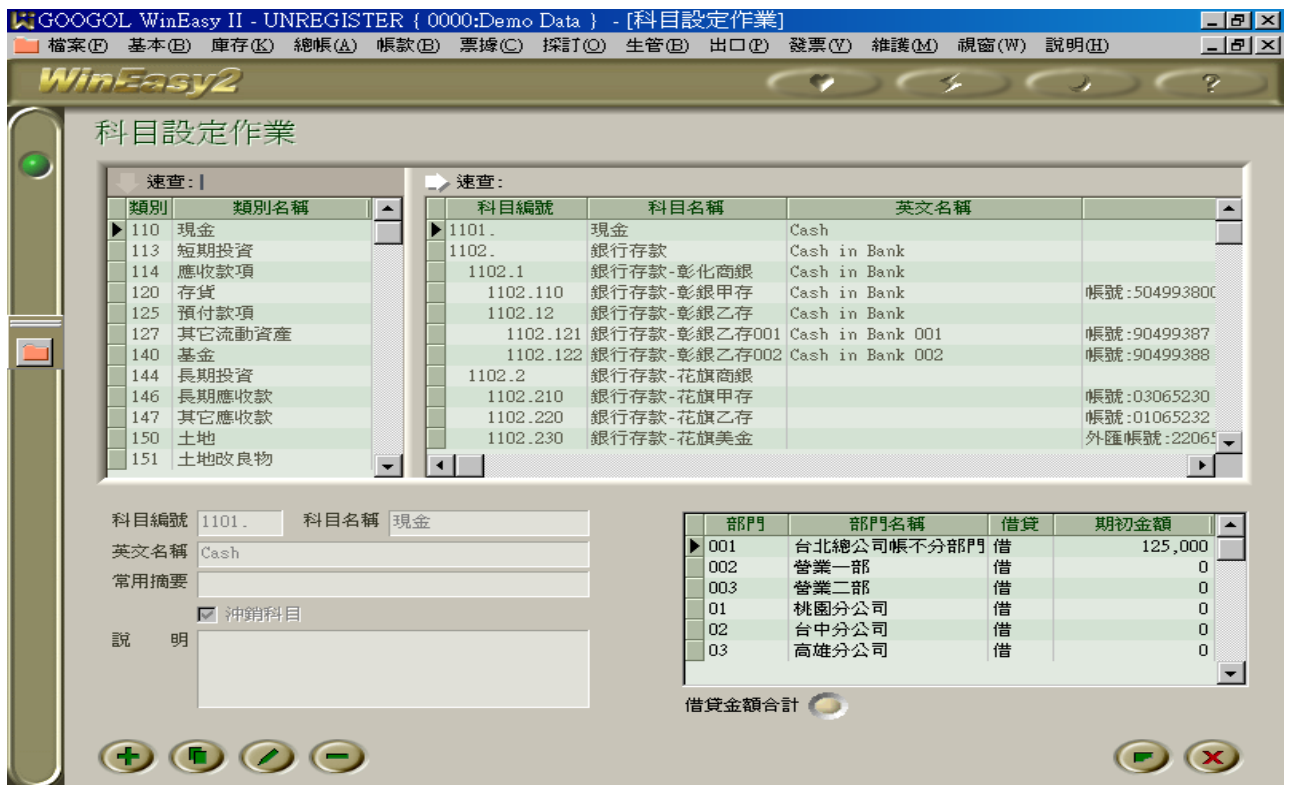 GOOGOL WinEasy II - UNREGISTER { 0000:Demo Data } - [科目設定作業]
檔案(F) 基本(B) 庫存(K) 總帳(A) 帳款(B) 票據(C) 採訂(O) 生管(E) 出口(P) 發票(V) 維護(M) 視窗(W) 說明(H)
WinEasy2
科目設定作業
速查:
類別 類別名稱
110 現金
113 短期投資
114 應收款項
120 存貨
125 預付款項
127 其它流動資產
140 基金
144 長期投資
146 長期應收款
147 其它應收款
150 土地
151 土地改良物
速查:
科目編號 科目名稱 英文名稱
1101. 現金 Cash
1102. 銀行存款 Cash in Bank
1102.1 銀行存款-彰化商銀 Cash in Bank
1102.110 銀行存款-彰銀甲存 Cash in Bank 帳號:504993800
1102.12 銀行存款-彰銀乙存 Cash in Bank
1102.121 銀行存款-彰銀乙存001 Cash in Bank 001 帳號:90499387
1102.122 銀行存款-彰銀乙存002 Cash in Bank 002 帳號:90499388
1102.2 銀行存款-花旗商銀
1102.210 銀行存款-花旗甲存 帳號:03065230
1102.220 銀行存款-花旗乙存 帳號:01065232
1102.230 銀行存款-花旗美金 外匯帳號:22065
科目編號 1101. 科目名稱 現金
英文名稱 Cash
常用摘要
沖銷科目
說 明
部門 部門名稱 借貸 期初金額
001 台北總公司帳不分部門 借 125,000
002 營業一部 借 0
003 營業二部 借 0
01 桃園分公司 借 0
02 台中分公司 借 0
03 高雄分公司 借 0
借貸金額合計